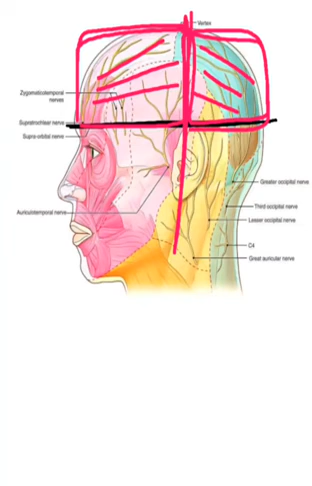 Vertex
Zygomaticotemporal
nerves
Supratrochlear nerve
Supra-orbital nerve
Auriculotemporal nerve
Greater occipital nerve
Third occipital nerve
Lesser occipital nerve
C4
Great auricular nerve